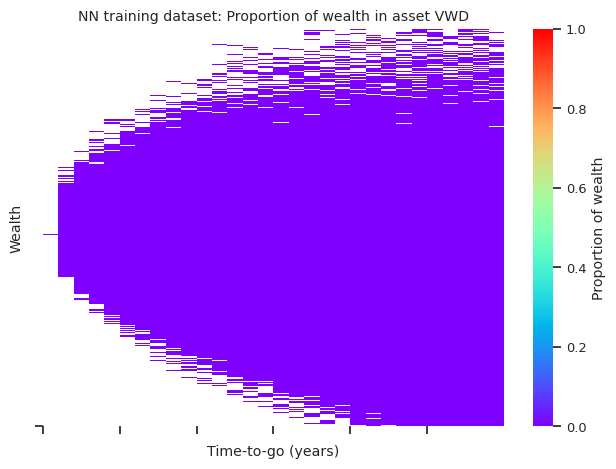 NN training dataset: Proportion of wealth in asset VWD
1.0
0.8
0.6
0.4
0.2
0.0
Proportion of wealth
Wealth
Time-to-go (years)